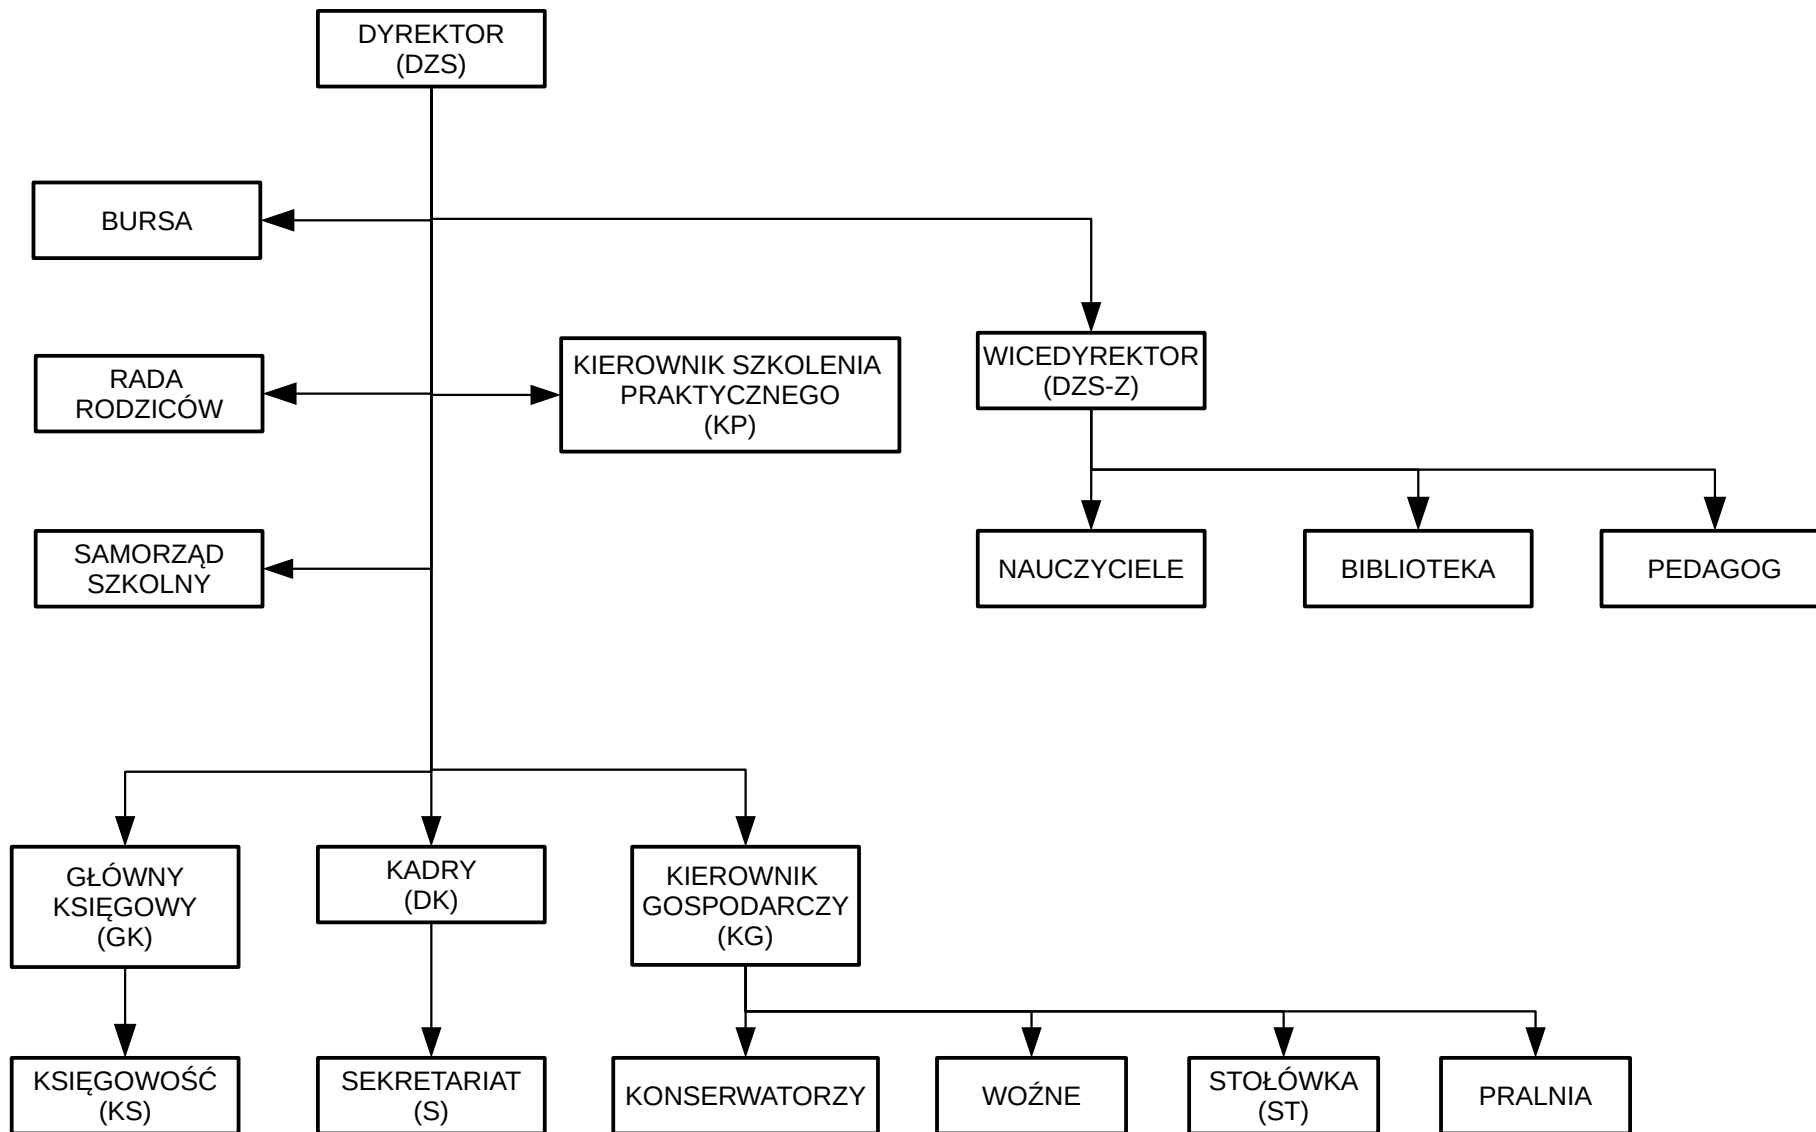 DYREKTOR
(DZS)
BURSA
RADA
RODZICÓW
KIEROWNIK SZKOLENIA
PRAKTYCZNEGO
(KP)
WICEDYREKTOR
(DZS-Z)
SAMORZĄD
SZKOLNY
NAUCZYCIELE
BIBLIOTEKA
PEDAGOG
GŁÓWNY
KSIĘGOWY
(GK)
KADRY
(DK)
KIEROWNIK
GOSPODARCZY
(KG)
KSIĘGOWOŚĆ
(KS)
SEKRETARIAT
(S)
KONSERWATORZY
WOŹNE
STOŁÓWKA
(ST)
PRALNIA